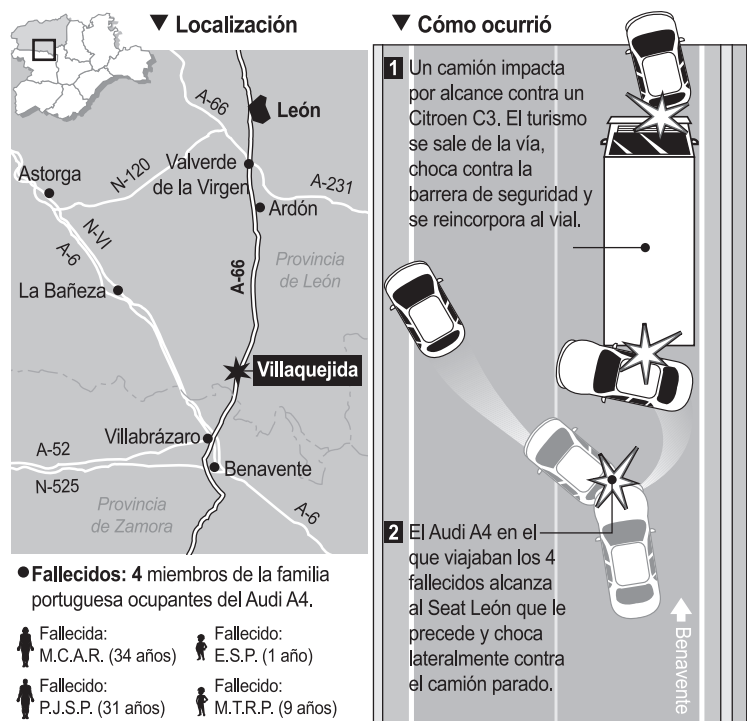 ▼ Localización
A-66
León
Astorga
N-120
Valverde
de la Virgen
A-231
Ardón
N-VI
A-6
Provincia
de León
A-66
La Bañeza
Villaquejida
Villabrázaro
A-52
Benavente
N-525
Provincia
de Zamora
A-6
●Fallecidos: 4 miembros de la familia
portuguesa ocupantes del Audi A4.
Fallecida:
M.C.A.R. (34 años)
Fallecido:
E.S.P. (1 año)
Fallecido:
P.J.S.P. (31 años)
Fallecido:
M.T.R.P. (9 años)
▼ Cómo ocurrió
1 Un camión impacta
por alcance contra un
Citroen C3. El turismo
se sale de la vía,
choca contra la
barrera de seguridad y
se reincorpora al vial.
2 El Audi A4 en el
que viajaban los 4
fallecidos alcanza
al Seat León que le
precede y choca
lateralmente contra
el camión parado.
Benavente